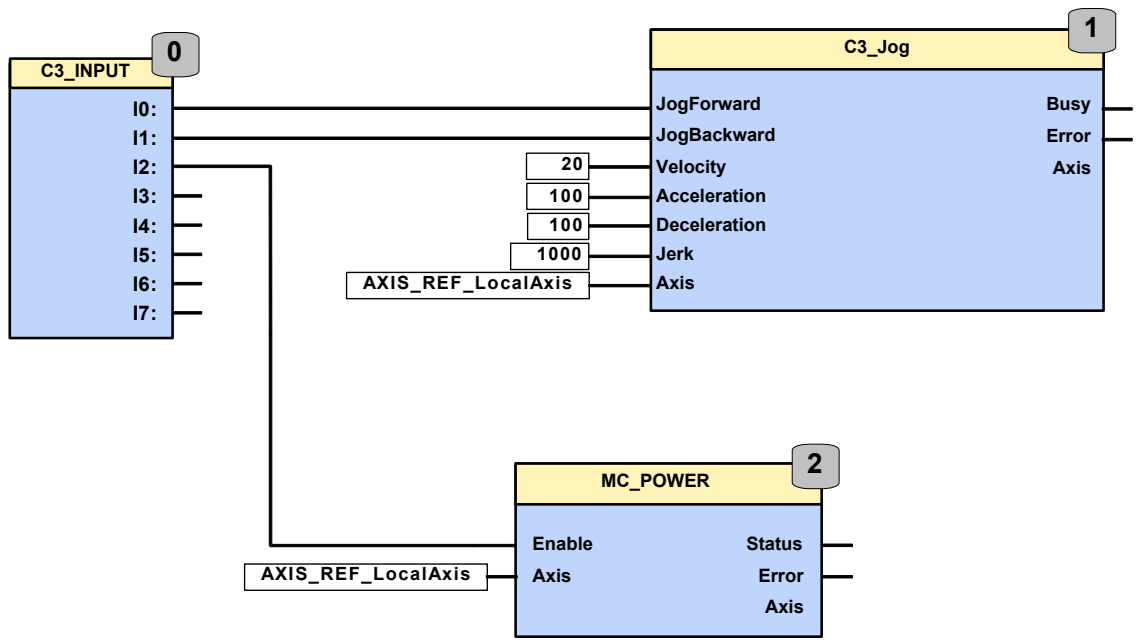 0
C3_INPUT
I0:
I1:
I2:
I3:
I4:
I5:
I6:
I7:
1
C3_Jog
JogForward Busy
JogBackward Error
20 Velocity Axis
100 Acceleration
100 Deceleration
1000 Jerk
AXIS_REF_LocalAxis Axis
2
MC_POWER
Enable Status
AXIS_REF_LocalAxis Axis Error
Axis